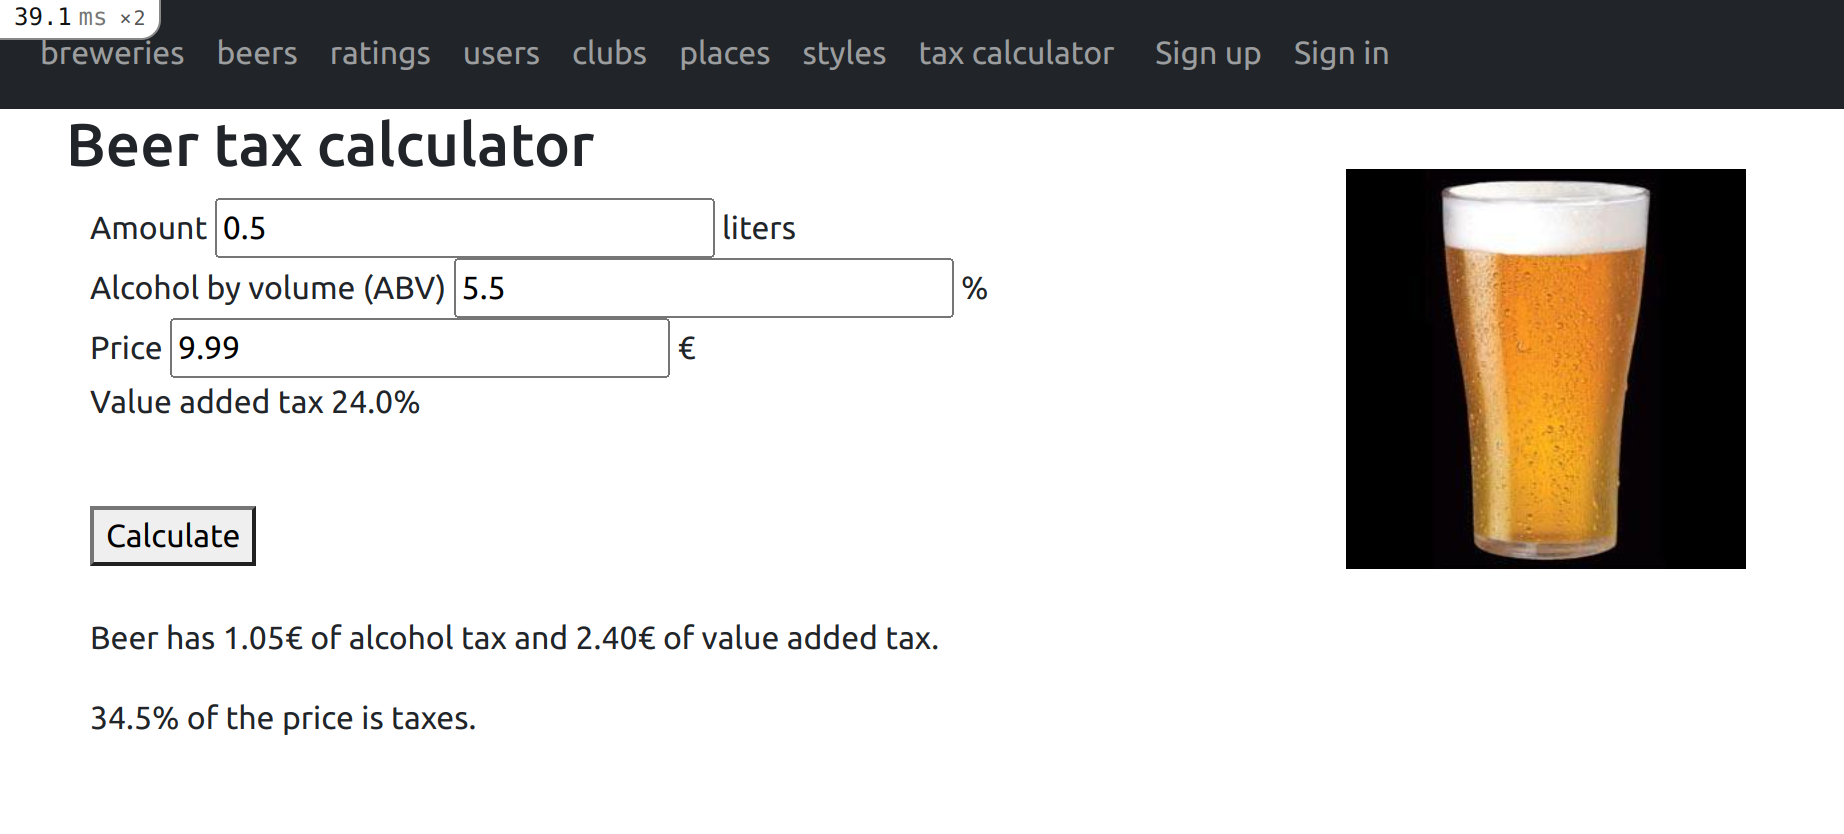 39.1 ms ×2
breweries beers ratings users clubs places styles tax calculator Sign up Sign in
Beer tax calculator
Amount 0.5 liters
Alcohol by volume (ABV) 5.5 %
Price 9.99 €
Value added tax 24.0%
Calculate
Beer has 1.05€ of alcohol tax and 2.40€ of value added tax.
34.5% of the price is taxes.